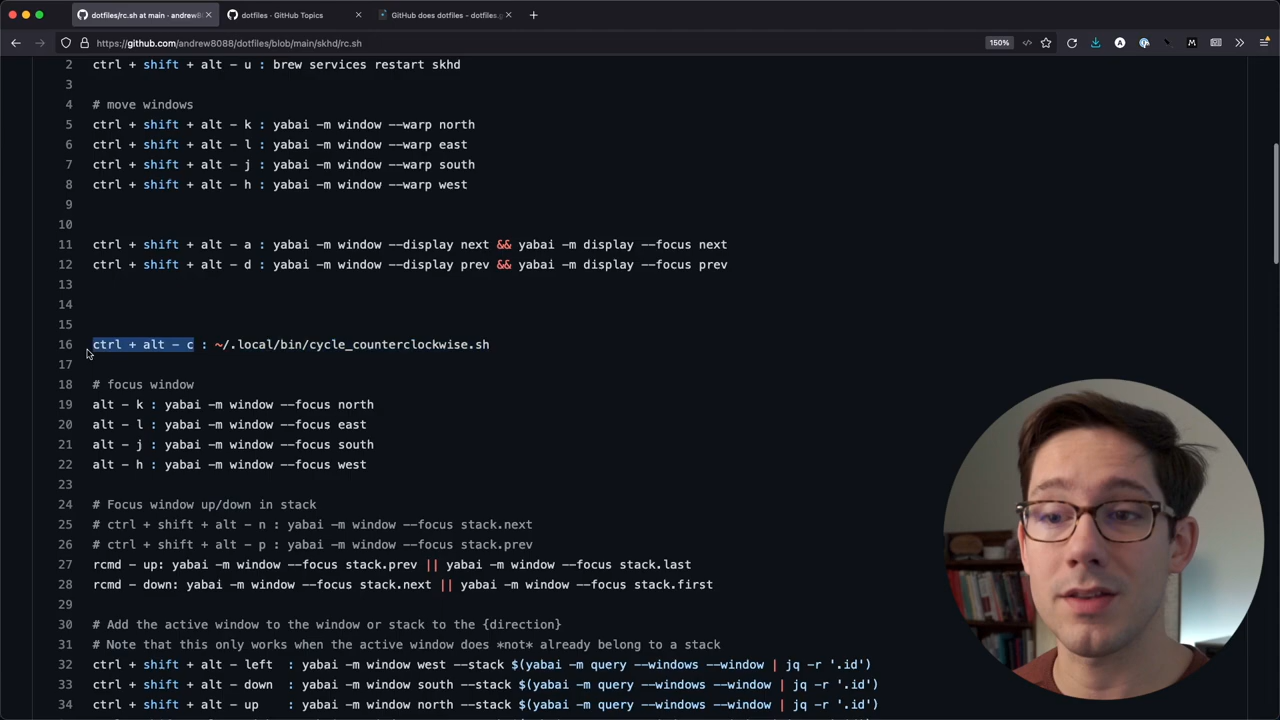 dotfiles/rc.sh at main - andrew8
dotfiles · GitHub Topics
GitHub does dotfiles - dotfiles.g
https://github.com/andrew8088/dotfiles/blob/main/skhd/rc.sh
150%
2 ctrl + shift + alt - u : brew services restart skhd
3
4 # move windows
5 ctrl + shift + alt - k : yabai -m window --warp north
6 ctrl + shift + alt - l : yabai -m window --warp east
7 ctrl + shift + alt - j : yabai -m window --warp south
8 ctrl + shift + alt - h : yabai -m window --warp west
9
10
11 ctrl + shift + alt - a : yabai -m window --display next && yabai -m display --focus next
12 ctrl + shift + alt - d : yabai -m window --display prev && yabai -m display --focus prev
13
14
15
16 ctrl + alt - c : ~/.local/bin/cycle_counterclockwise.sh
17
18 # focus window
19 alt - k : yabai -m window --focus north
20 alt - l : yabai -m window --focus east
21 alt - j : yabai -m window --focus south
22 alt - h : yabai -m window --focus west
23
24 # Focus window up/down in stack
25 # ctrl + shift + alt - n : yabai -m window --focus stack.next
26 # ctrl + shift + alt - p : yabai -m window --focus stack.prev
27 rcmd - up: yabai -m window --focus stack.prev || yabai -m window --focus stack.last
28 rcmd - down: yabai -m window --focus stack.next || yabai -m window --focus stack.first
29
30 # Add the active window to the window or stack to the {direction}
31 # Note that this only works when the active window does *not* already belong to a stack
32 ctrl + shift + alt - left  : yabai -m window west --stack $(yabai -m query --windows --window | jq -r '.id')
33 ctrl + shift + alt - down  : yabai -m window south --stack $(yabai -m query --windows --window | jq -r '.id')
34 ctrl + shift + alt - up    : yabai -m window north --stack $(yabai -m query --windows --window | jq -r '.id')